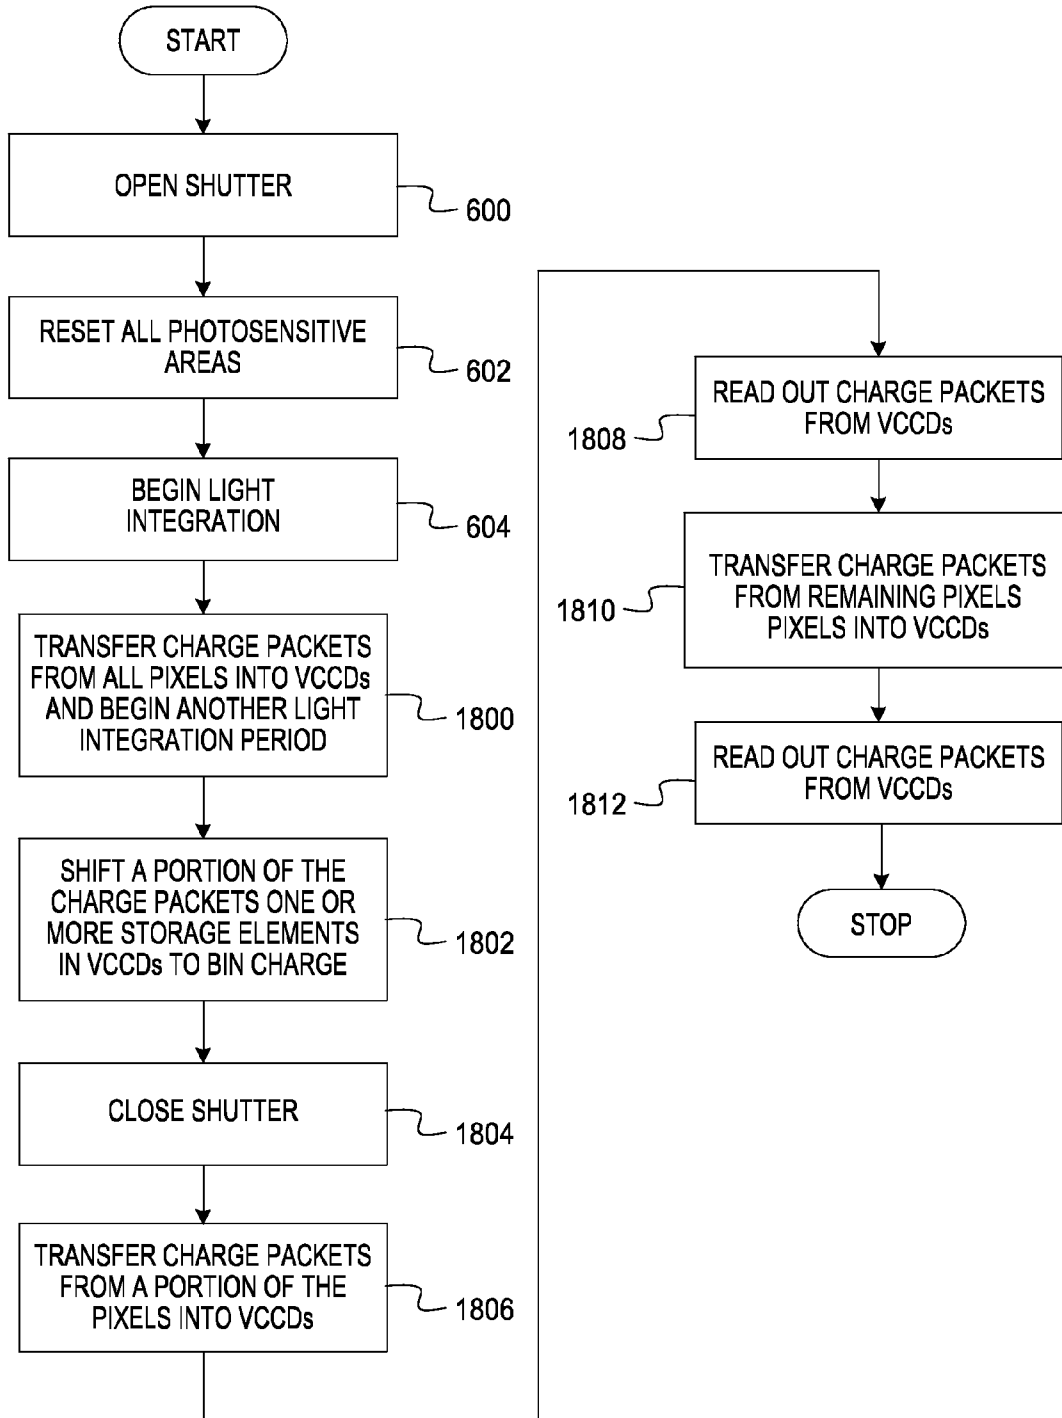 START
OPEN SHUTTER
600
RESET ALL PHOTOSENSITIVE
AREAS
602
BEGIN LIGHT
INTEGRATION
604
TRANSFER CHARGE PACKETS
FROM ALL PIXELS INTO VCCDs
AND BEGIN ANOTHER LIGHT
INTEGRATION PERIOD
1800
SHIFT A PORTION OF THE
CHARGE PACKETS ONE OR
MORE STORAGE ELEMENTS
IN VCCDs TO BIN CHARGE
1802
CLOSE SHUTTER
1804
TRANSFER CHARGE PACKETS
FROM A PORTION OF THE
PIXELS INTO VCCDs
1806
READ OUT CHARGE PACKETS
FROM VCCDs
1808
TRANSFER CHARGE PACKETS
FROM REMAINING PIXELS
PIXELS INTO VCCDs
1810
READ OUT CHARGE PACKETS
FROM VCCDs
1812
STOP